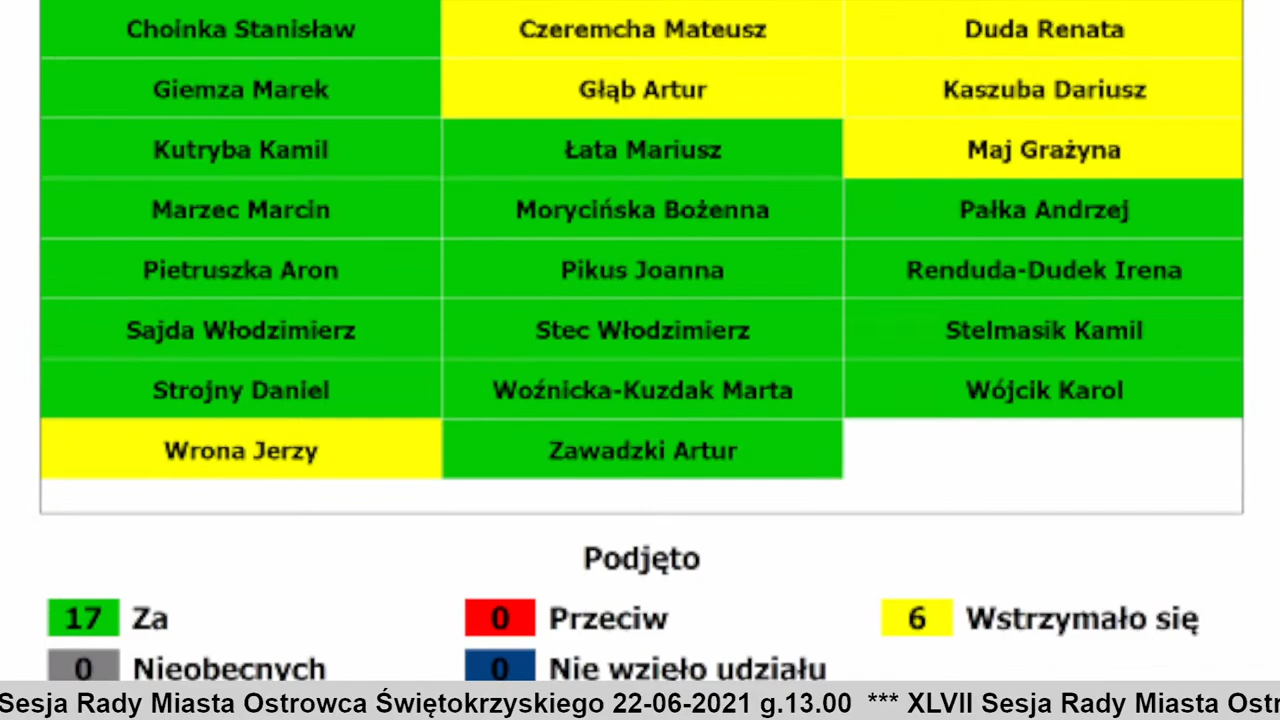 Choinka Stanisław Czeremcha Mateusz Duda Renata
Giemza Marek Głąb Artur Kaszuba Dariusz
Kutryba Kamil Łata Mariusz Maj Grażyna
Marzec Marcin Morycińska Bożenna Pałka Andrzej
Pietruszka Aron Pikus Joanna Renduda-Dudek Irena
Sajda Włodzimierz Stec Włodzimierz Stelmasik Kamil
Strojny Daniel Woźnicka-Kuzdak Marta Wójcik Karol
Wrona Jerzy Zawadzki Artur
Podjęto
17 Za 0 Przeciw 6 Wstrzymało się
0 Nieobecnych 0 Nie wzieło udziału
Sesja Rady Miasta Ostrowca Świętokrzyskiego 22-06-2021 g.13.00 *** XLVII Sesja Rady Miasta Ostr